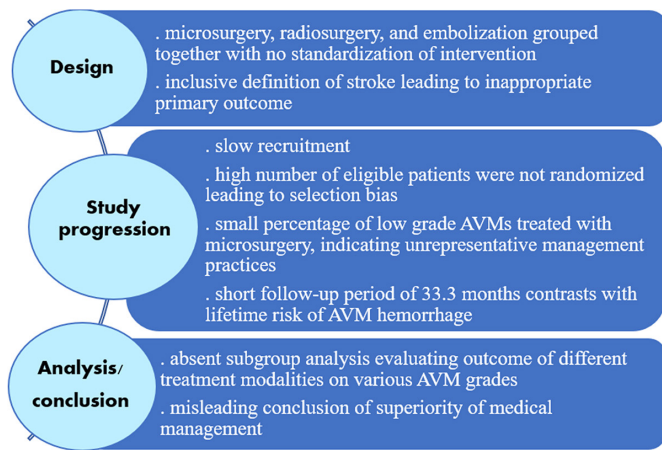 Design
. microsurgery, radiosurgery, and embolization grouped
together with no standardization of intervention
. inclusive definition of stroke leading to inappropriate
primary outcome
Study
progression
. slow recruitment
. high number of eligible patients were not randomized
leading to selection bias
. small percentage of low grade AVMs treated with
microsurgery, indicating unrepresentative management
practices
. short follow-up period of 33.3 months contrasts with
lifetime risk of AVM hemorrhage
Analysis/
conclusion
. absent subgroup analysis evaluating outcome of different
treatment modalities on various AVM grades
. misleading conclusion of superiority of medical
management